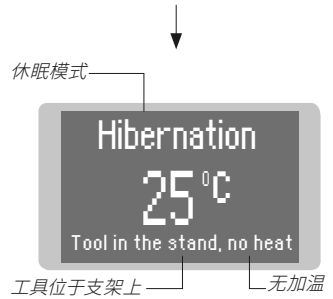 休眠模式
Hibernation
25°C
Tool in the stand, no heat
工具位于支架上
无加温